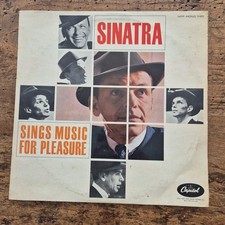 SINATRA
SINGS MUSIC
FOR PLEASURE
Capitol